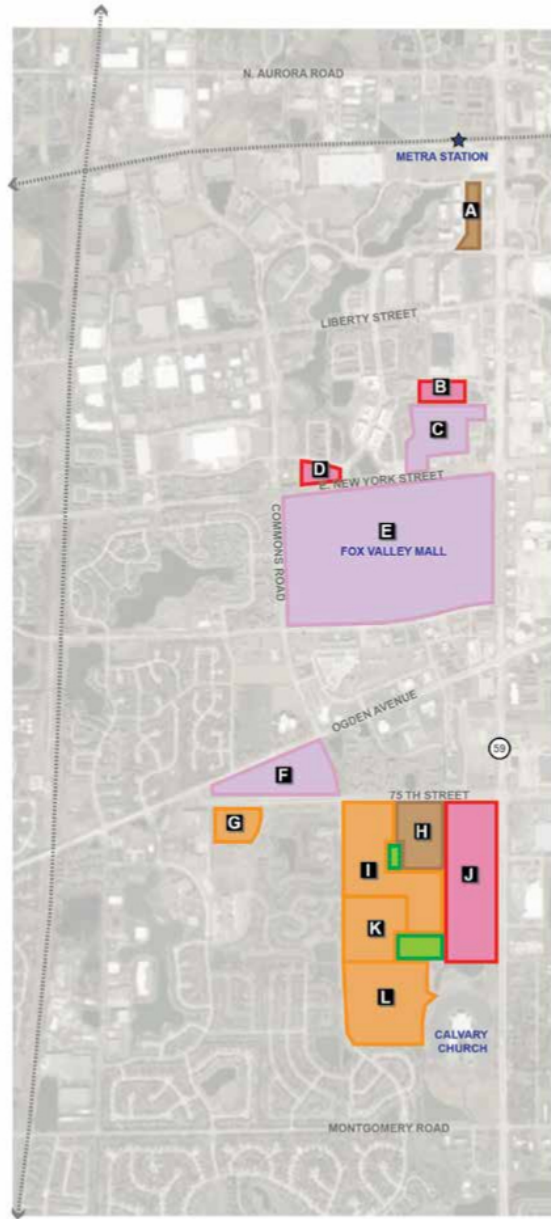 N. AURORA ROAD
METRA STATION
A
LIBERTY STREET
B
C
D
E. NEW YORK STREET
COMMONS ROAD
E
FOX VALLEY MALL
OGDEN AVENUE
59
F
75 TH STREET
G
H
I
J
K
L
CALVARY
CHURCH
MONTGOMERY ROAD